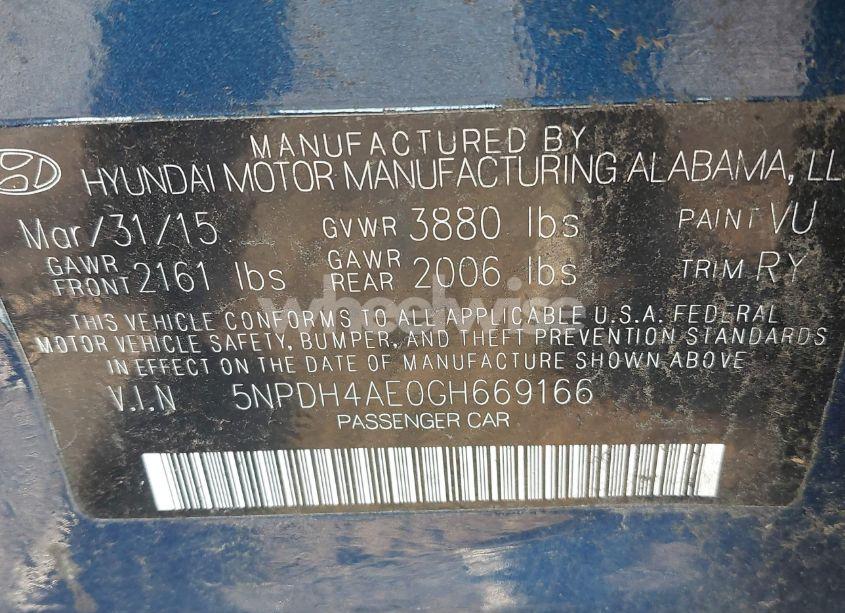 MANUFACTURED BY
HYUNDAI MOTOR MANUFACTURING ALABAMA, LL
Mar/31/15 GVWR 3880 lbs PAINT VU
GAWR FRONT 2161 lbs GAWR REAR 2006 lbs TRIM RY
wheelwise
THIS VEHICLE CONFORMS TO ALL APPLICABLE U.S.A. FEDERAL
MOTOR VEHICLE SAFETY, BUMPER, AND THEFT PREVENTION STANDARDS
IN EFFECT ON THE DATE OF MANUFACTURE SHOWN ABOVE
V.I.N 5NPDH4AE0GH669166
PASSENGER CAR